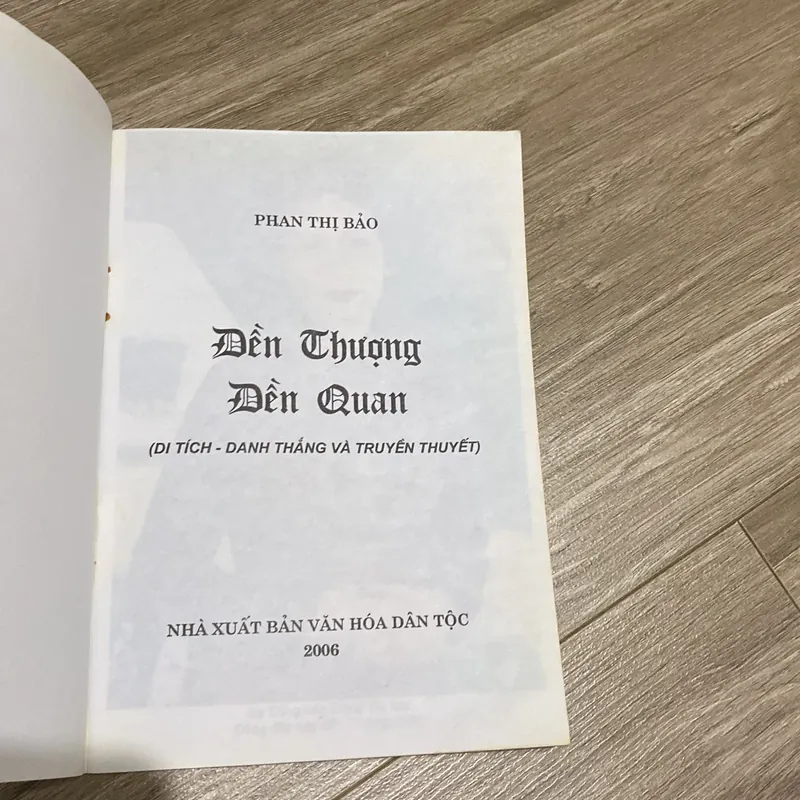 PHAN THỊ BẢO
Đền Thượng
Đền Quan
(DI TÍCH - DANH THẮNG VÀ TRUYỀN THUYẾT)
NHÀ XUẤT BẢN VĂN HÓA DÂN TỘC
2006